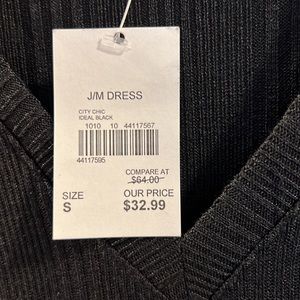 J/M DRESS
CITY CHIC
IDEAL BLACK
1010 10 44117567
44117595
COMPARE AT
$64.00
SIZE OUR PRICE
S $32.99